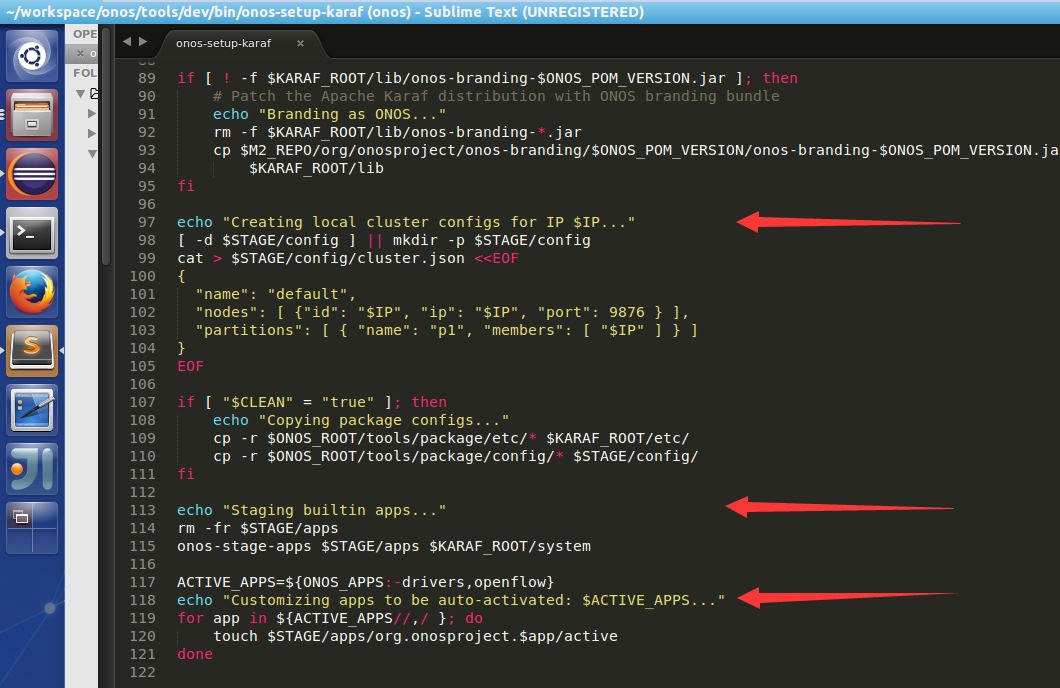 ~/workspace/onos/tools/dev/bin/onos-setup-karaf (onos) - Sublime Text (UNREGISTERED)
OPE
onos-setup-karaf ×
× o
FOL
89 if [ ! -f $KARAF_ROOT/lib/onos-branding-$ONOS_POM_VERSION.jar ]; then
90 # Patch the Apache Karaf distribution with ONOS branding bundle
91 echo "Branding as ONOS..."
92 rm -f $KARAF_ROOT/lib/onos-branding-*.jar
93 cp $M2_REPO/org/onosproject/onos-branding/$ONOS_POM_VERSION/onos-branding-$ONOS_POM_VERSION.ja
94 $KARAF_ROOT/lib
95 fi
96
97 echo "Creating local cluster configs for IP $IP..."
98 [ -d $STAGE/config ] || mkdir -p $STAGE/config
99 cat > $STAGE/config/cluster.json <<EOF
100 {
101 "name": "default",
102 "nodes": [ {"id": "$IP", "ip": "$IP", "port": 9876 } ],
103 "partitions": [ { "name": "p1", "members": [ "$IP" ] } ]
104 }
105 EOF
106
107 if [ "$CLEAN" = "true" ]; then
108 echo "Copying package configs..."
109 cp -r $ONOS_ROOT/tools/package/etc/* $KARAF_ROOT/etc/
110 cp -r $ONOS_ROOT/tools/package/config/* $STAGE/config/
111 fi
112
113 echo "Staging builtin apps..."
114 rm -fr $STAGE/apps
115 onos-stage-apps $STAGE/apps $KARAF_ROOT/system
116
117 ACTIVE_APPS=${ONOS_APPS:-drivers,openflow}
118 echo "Customizing apps to be auto-activated: $ACTIVE_APPS..."
119 for app in ${ACTIVE_APPS//,/ }; do
120 touch $STAGE/apps/org.onosproject.$app/active
121 done
122